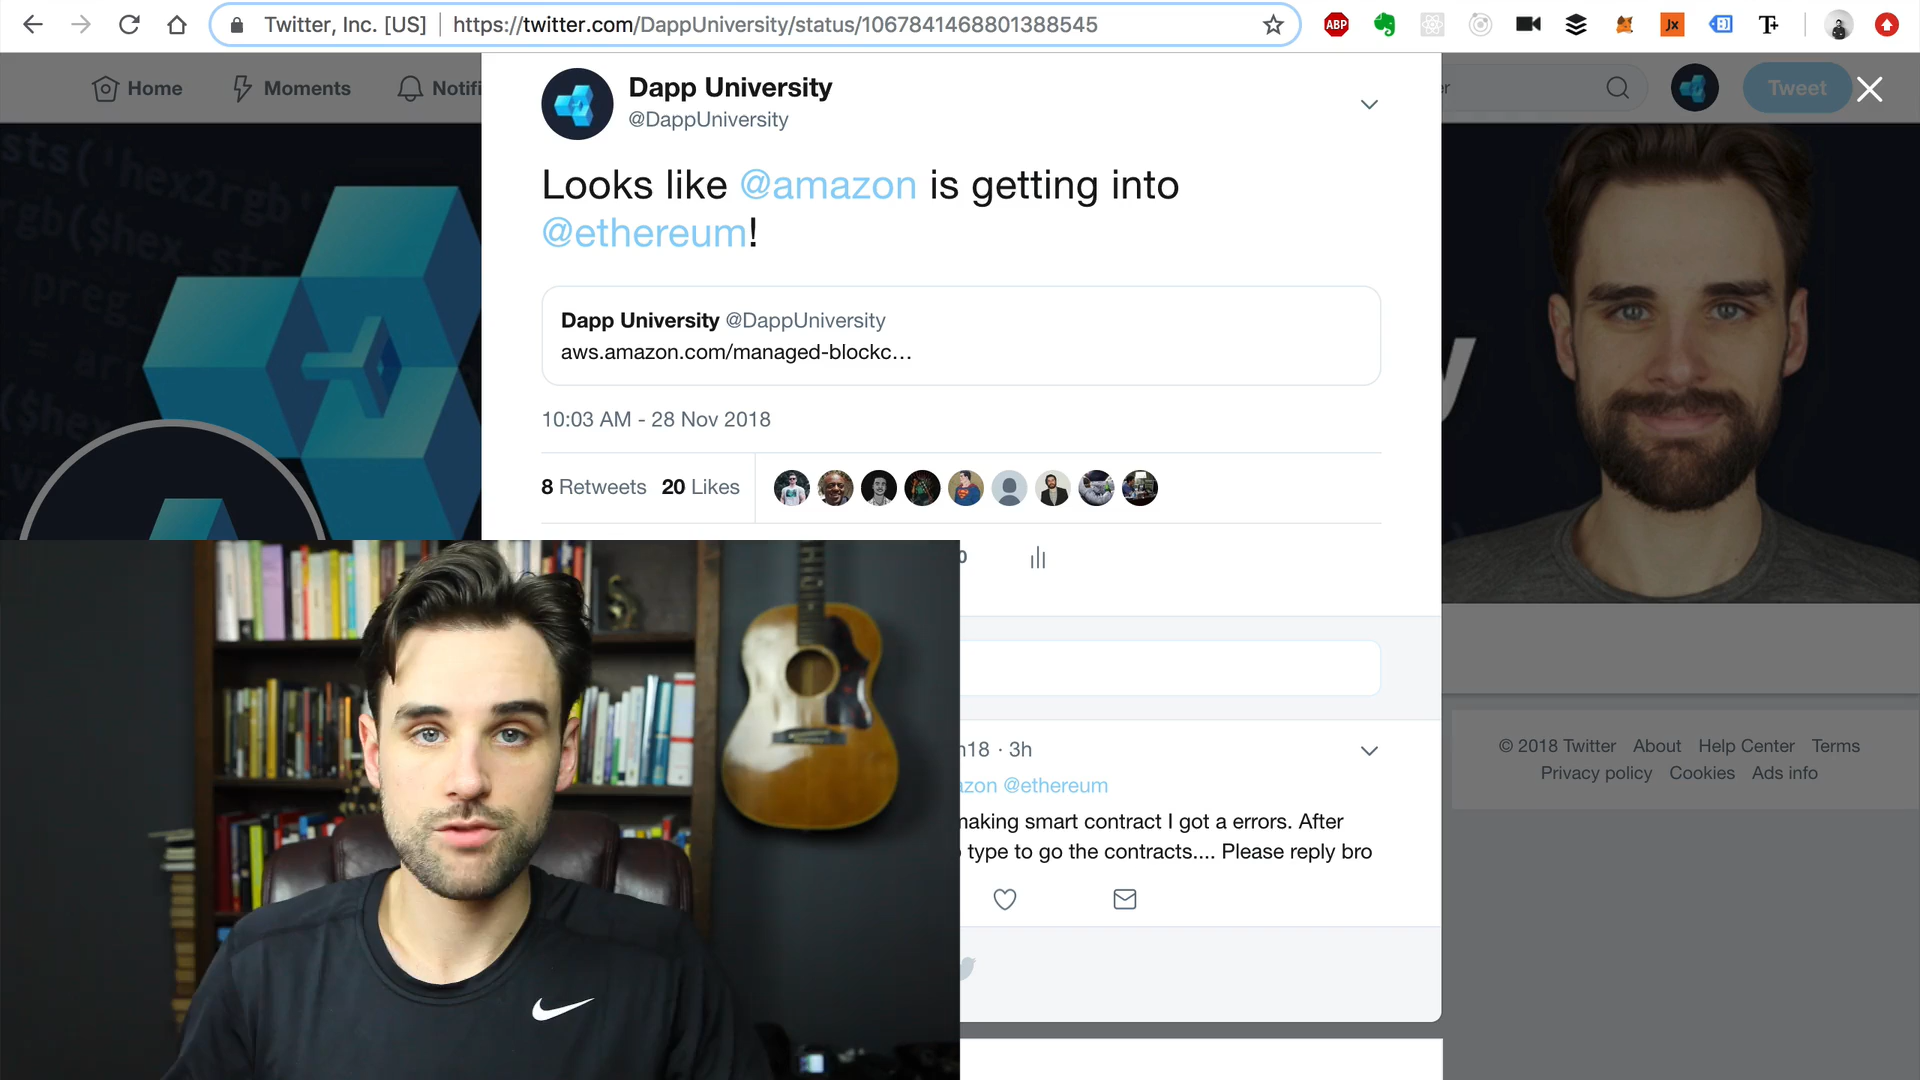 Twitter, Inc. [US] https://twitter.com/DappUniversity/status/1067841468801388545
ABP
Jx
Home
Moments
Notifi
Tweet
Dapp University
@DappUniversity
Looks like @amazon is getting into
@ethereum!
Dapp University @DappUniversity
aws.amazon.com/managed-blockc…
10:03 AM - 28 Nov 2018
8 Retweets 20 Likes
· 3h
@ethereum
smart contract I got a errors. After
type to go the contracts.... Please reply bro
© 2018 Twitter About Help Center Terms
Privacy policy Cookies Ads info